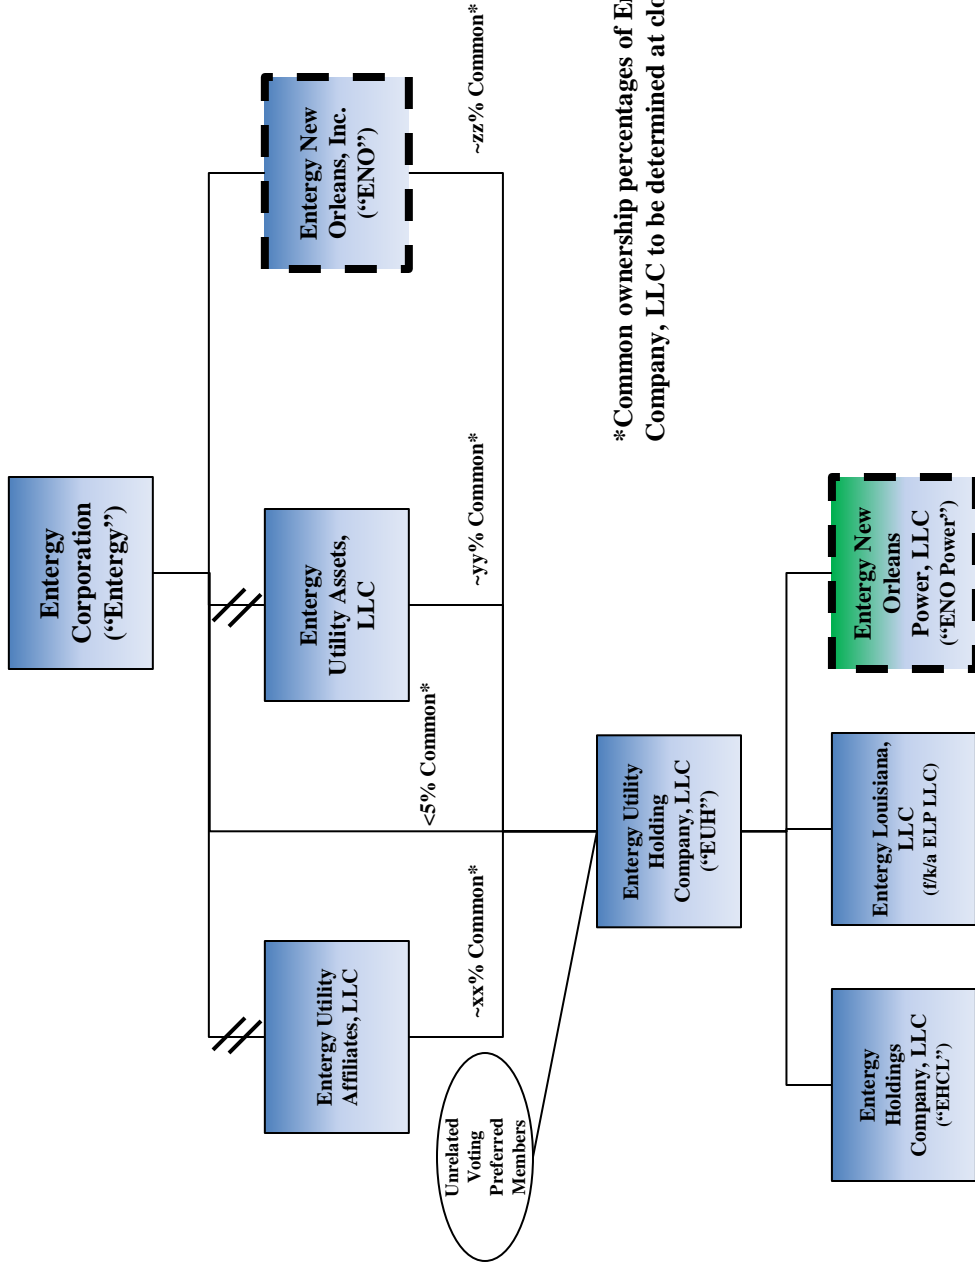 Entergy
Corporation
(“Entergy”)
Entergy Utility
Affiliates, LLC
Entergy
Utility Assets,
LLC
Entergy New
Orleans, Inc.
(“ENO”)
~xx% Common*
<5% Common*
~yy% Common*
~zz% Common*
Unrelated
Voting
Preferred
Members
Entergy Utility
Holding
Company, LLC
(“EUH”)
*Common ownership percentages of
Company, LLC to be determined at
Entergy
Holdings
Company, LLC
(“EHCL”)
Entergy Louisiana,
LLC
(f/k/a ELP LLC)
Entergy New
Orleans
Power, LLC
(“ENO Power”)